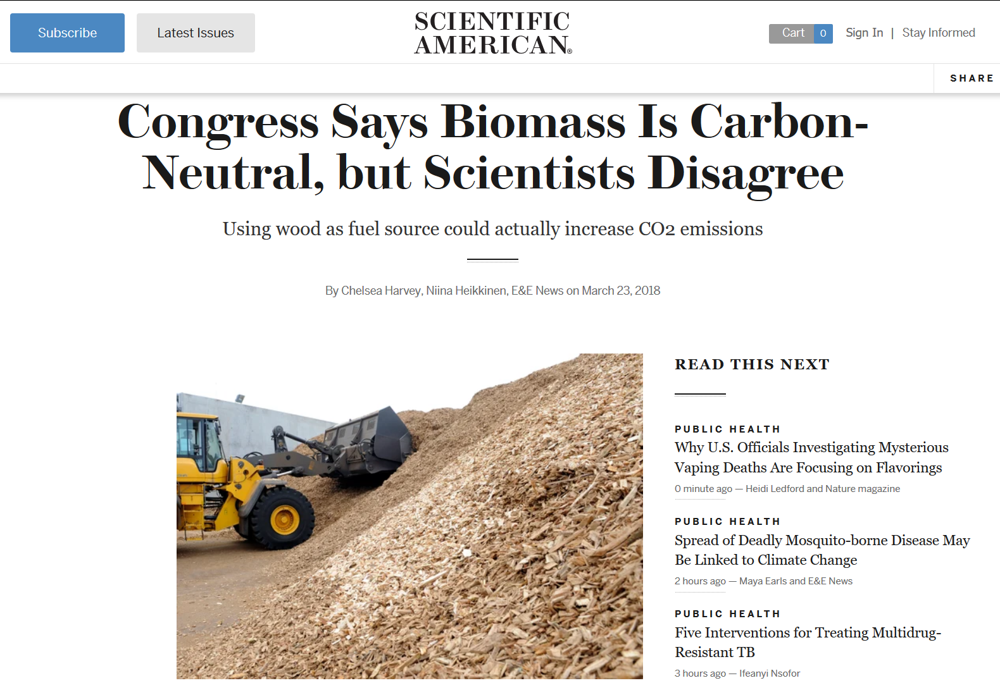 Subscribe
Latest Issues
SCIENTIFIC
AMERICAN®
Cart 0
Sign In | Stay Informed
SHARE
Congress Says Biomass Is Carbon-
Neutral, but Scientists Disagree
Using wood as fuel source could actually increase CO2 emissions
By Chelsea Harvey, Niina Heikkinen, E&E News on March 23, 2018
READ THIS NEXT
PUBLIC HEALTH
Why U.S. Officials Investigating Mysterious
Vaping Deaths Are Focusing on Flavorings
0 minute ago — Heidi Ledford and Nature magazine
PUBLIC HEALTH
Spread of Deadly Mosquito-borne Disease May
Be Linked to Climate Change
2 hours ago — Maya Earls and E&E News
PUBLIC HEALTH
Five Interventions for Treating Multidrug-
Resistant TB
3 hours ago — Ifeanyi Nsofor